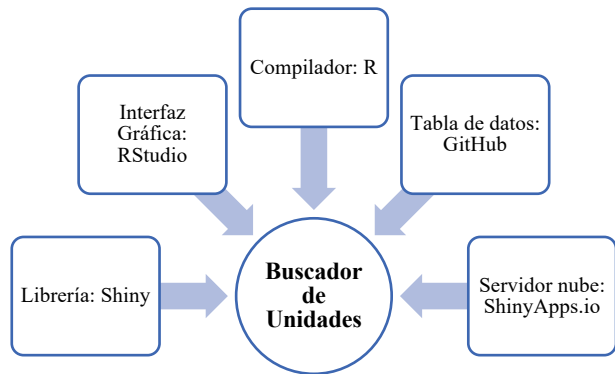 Compilador: R
Interfaz
Gráfica:
RStudio
Tabla de datos:
GitHub
Librería: Shiny
Buscador
de
Unidades
Servidor nube:
ShinyApps.io